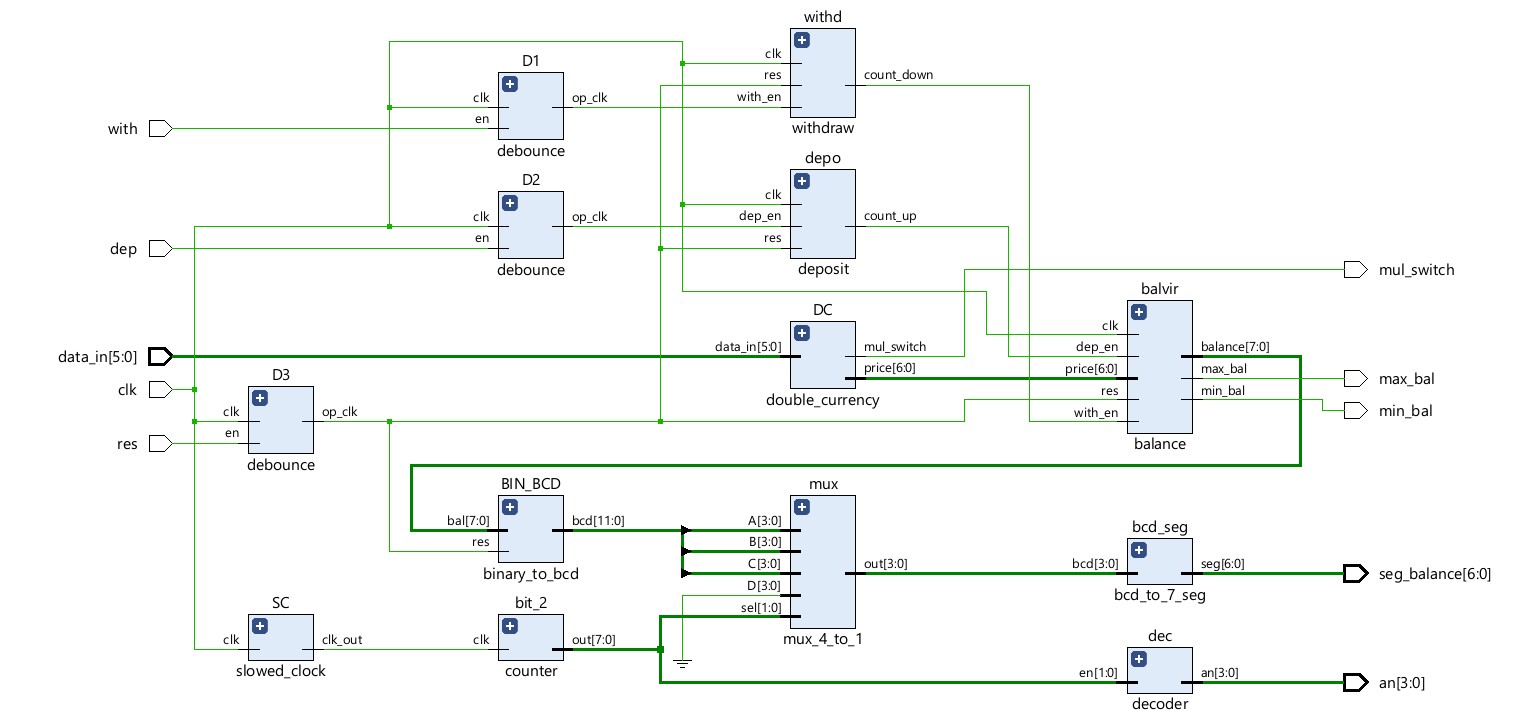 withd
clk
res
with_en
count_down
withdraw
D1
clk
en
op_clk
debounce
with
depo
clk
dep_en
res
count_up
deposit
D2
clk
en
op_clk
debounce
dep
mul_switch
DC
data_in[5:0]
mul_switch
price[6:0]
double_currency
balvir
clk
dep_en
price[6:0]
res
with_en
balance[7:0]
max_bal
min_bal
balance
data_in[5:0]
clk
res
max_bal
min_bal
D3
clk
en
op_clk
debounce
BIN_BCD
bal[7:0]
res
bcd[11:0]
binary_to_bcd
mux
A[3:0]
B[3:0]
C[3:0]
D[3:0]
sel[1:0]
out[3:0]
mux_4_to_1
bcd_seg
bcd[3:0]
seg[6:0]
bcd_to_7_seg
seg_balance[6:0]
SC
clk
clk_out
slowed_clock
bit_2
clk
out[7:0]
counter
dec
en[1:0]
an[3:0]
decoder
an[3:0]